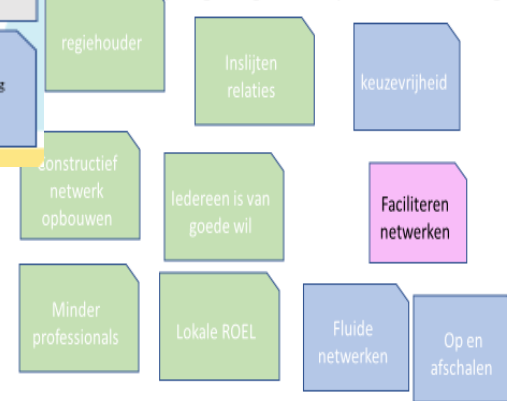 regiehouder
Inslijten
relaties
keuzevrijheid
constructief
netwerk
opbouwen
Iedereen is van
goede wil
Faciliteren
netwerken
Minder
professionals
Lokale ROEL
Fluide
netwerken
Op en
afschalen